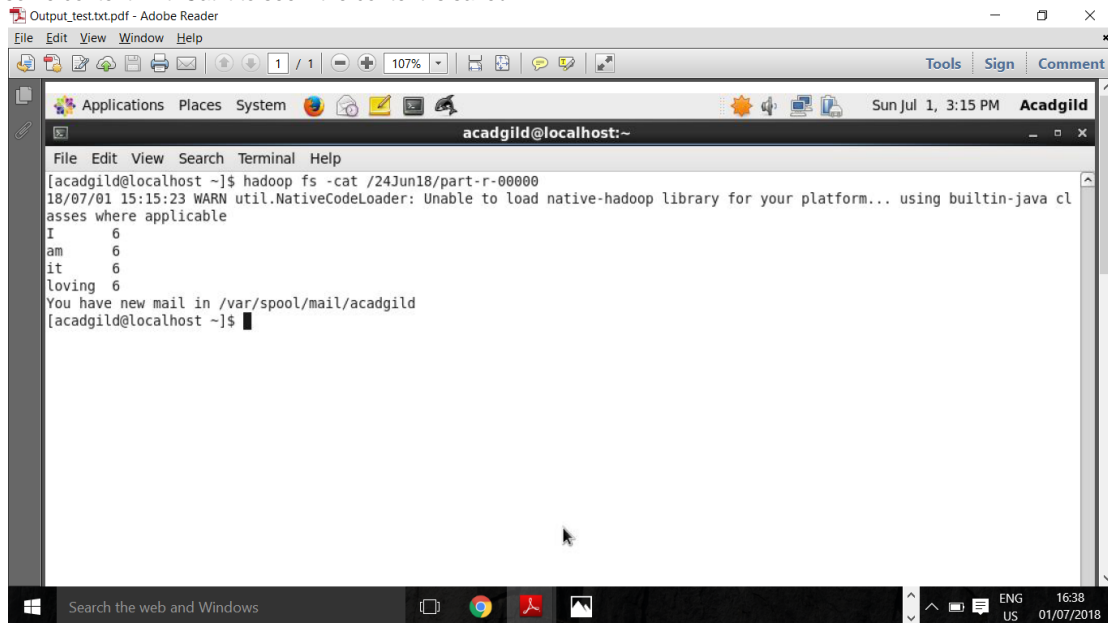 Output_test.txt.pdf - Adobe Reader
File Edit View Window Help
1 / 1 107% Tools Sign Comment
Applications Places System Sun Jul 1, 3:15 PM Acadgild
acadgild@localhost:~
File Edit View Search Terminal Help
[acadgild@localhost ~]$ hadoop fs -cat /24Jun18/part-r-00000
18/07/01 15:15:23 WARN util.NativeCodeLoader: Unable to load native-hadoop library for your platform... using builtin-java cl
asses where applicable
I 6
am 6
it 6
loving 6
You have new mail in /var/spool/mail/acadgild
[acadgild@localhost ~]$
Search the web and Windows ENG 16:38
US 01/07/2018